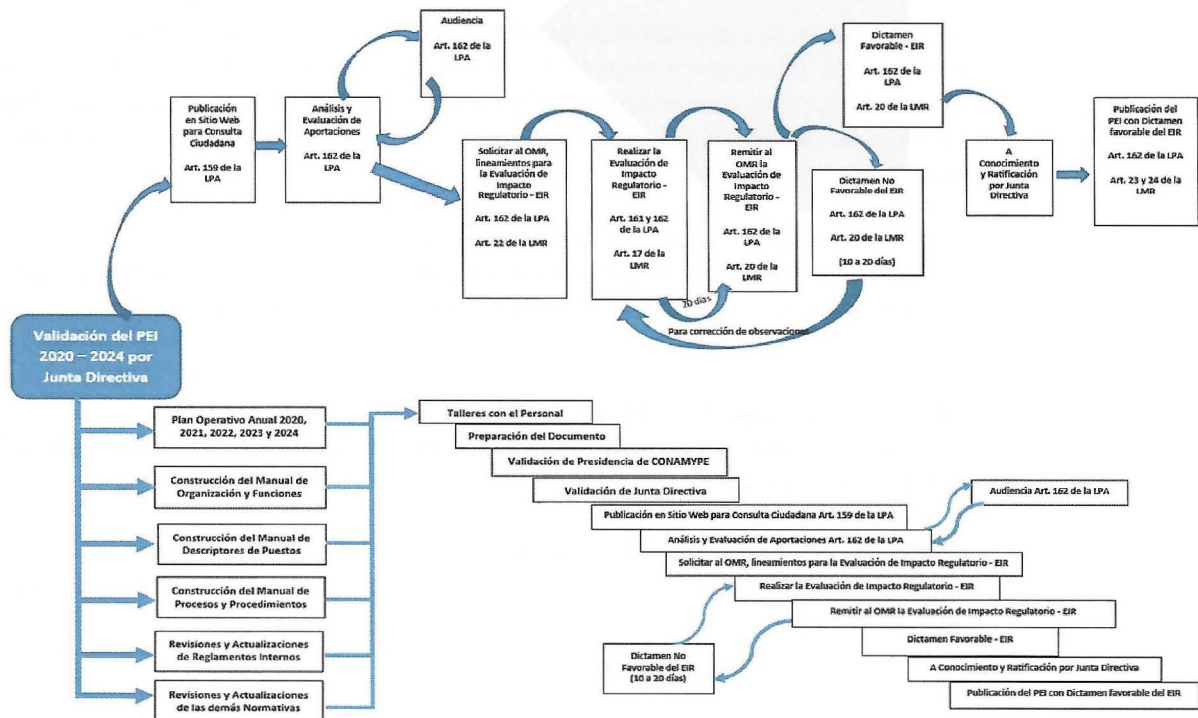 Audiencia
Art. 162 de la
LPA
Publicación
en Sitio Web
para Consulta
Ciudadana
Art. 159 de la
LPA
Análisis y
Evaluación de
Aportaciones
Art. 162 de la
LPA
Solicitar al OMR,
lineamientos para
la Evaluación de
Impacto
Regulatorio - EIR
Art. 162 de la LPA
Art. 22 de la LMR
Realizar la
Evaluación de
Impacto
Regulatorio -
EIR
Art. 161 y 162
de la LPA
Art. 17 de la
LMR
Remitir al
OMR la
Evaluación de
Impacto
Regulatorio -
EIR
Art. 162 de la
LPA
Art. 20 de la
LMR
20 días
Dictamen
Favorable - EIR
Art. 162 de la
LPA
Art. 20 de la LMR
Dictamen No
Favorable del EIR
Art. 162 de la LPA
Art. 20 de la LMR
(10 a 20 días)
Para corrección de observaciones
A
Conocimiento
y Ratificación
por Junta
Directiva
Publicación del
PEI con Dictamen
favorable del EIR
Art. 162 de la
LPA
Art. 23 y 24 de la
LMR
Validación del PEI
2020 – 2024 por
Junta Directiva
Plan Operativo Anual 2020,
2021, 2022, 2023 y 2024
Construcción del Manual de
Organización y Funciones
Construcción del Manual de
Descriptores de Puestos
Construcción del Manual de
Procesos y Procedimientos
Revisiones y Actualizaciones
de Reglamentos Internos
Revisiones y Actualizaciones
de las demás Normativas
Talleres con el Personal
Preparación del Documento
Validación de Presidencia de CONAMYPE
Validación de Junta Directiva
Publicación en Sitio Web para Consulta Ciudadana Art. 159 de la LPA
Audiencia Art. 162 de la LPA
Análisis y Evaluación de Aportaciones Art. 162 de la LPA
Solicitar al OMR, lineamientos para la Evaluación de Impacto Regulatorio - EIR
Realizar la Evaluación de Impacto Regulatorio - EIR
Remitir al OMR la Evaluación de Impacto Regulatorio - EIR
Dictamen Favorable - EIR
Dictamen No
Favorable del EIR
(10 a 20 días)
A Conocimiento y Ratificación por Junta Directiva
Publicación del PEI con Dictamen favorable del EIR